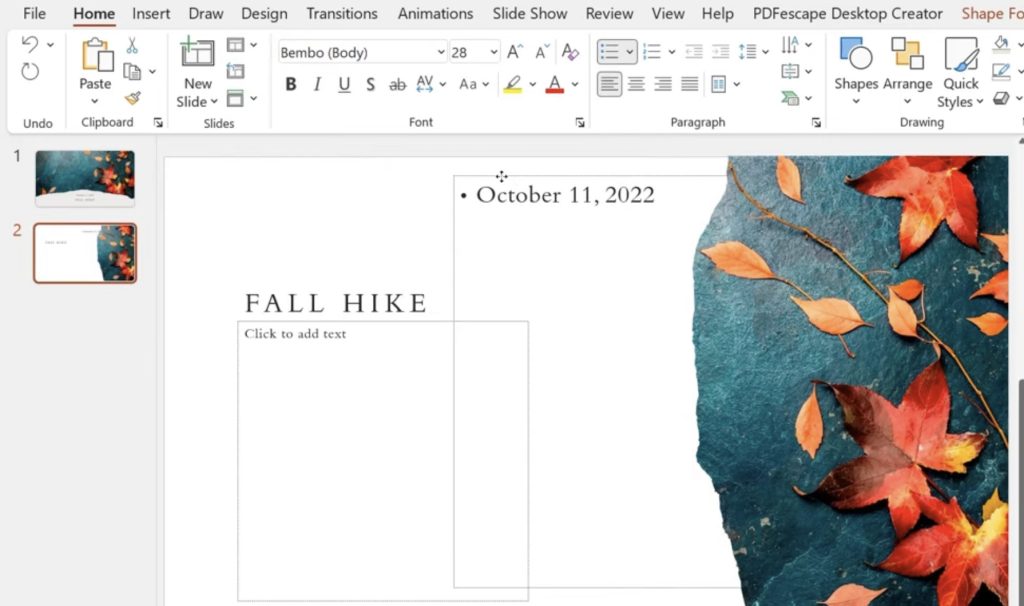 File Home Insert Draw Design Transitions Animations Slide Show Review View Help PDFescape Desktop Creator Shape Fo
Bembo (Body) 28
Paste
New
Slide
B I U S ab AV Aa A
Shapes Arrange Quick
Styles
Undo Clipboard Slides Font Paragraph Drawing
1
2
• October 11, 2022
FALL HIKE
Click to add text